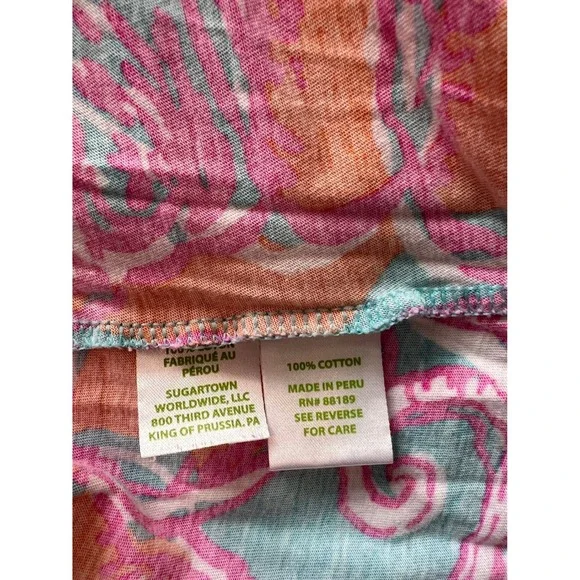 FABRIQUÉ AU
PÉROU
SUGARTOWN
WORLDWIDE, LLC
800 THIRD AVENUE
KING OF PRUSSIA, PA
100% COTTON
MADE IN PERU
RN# 88189
SEE REVERSE
FOR CARE